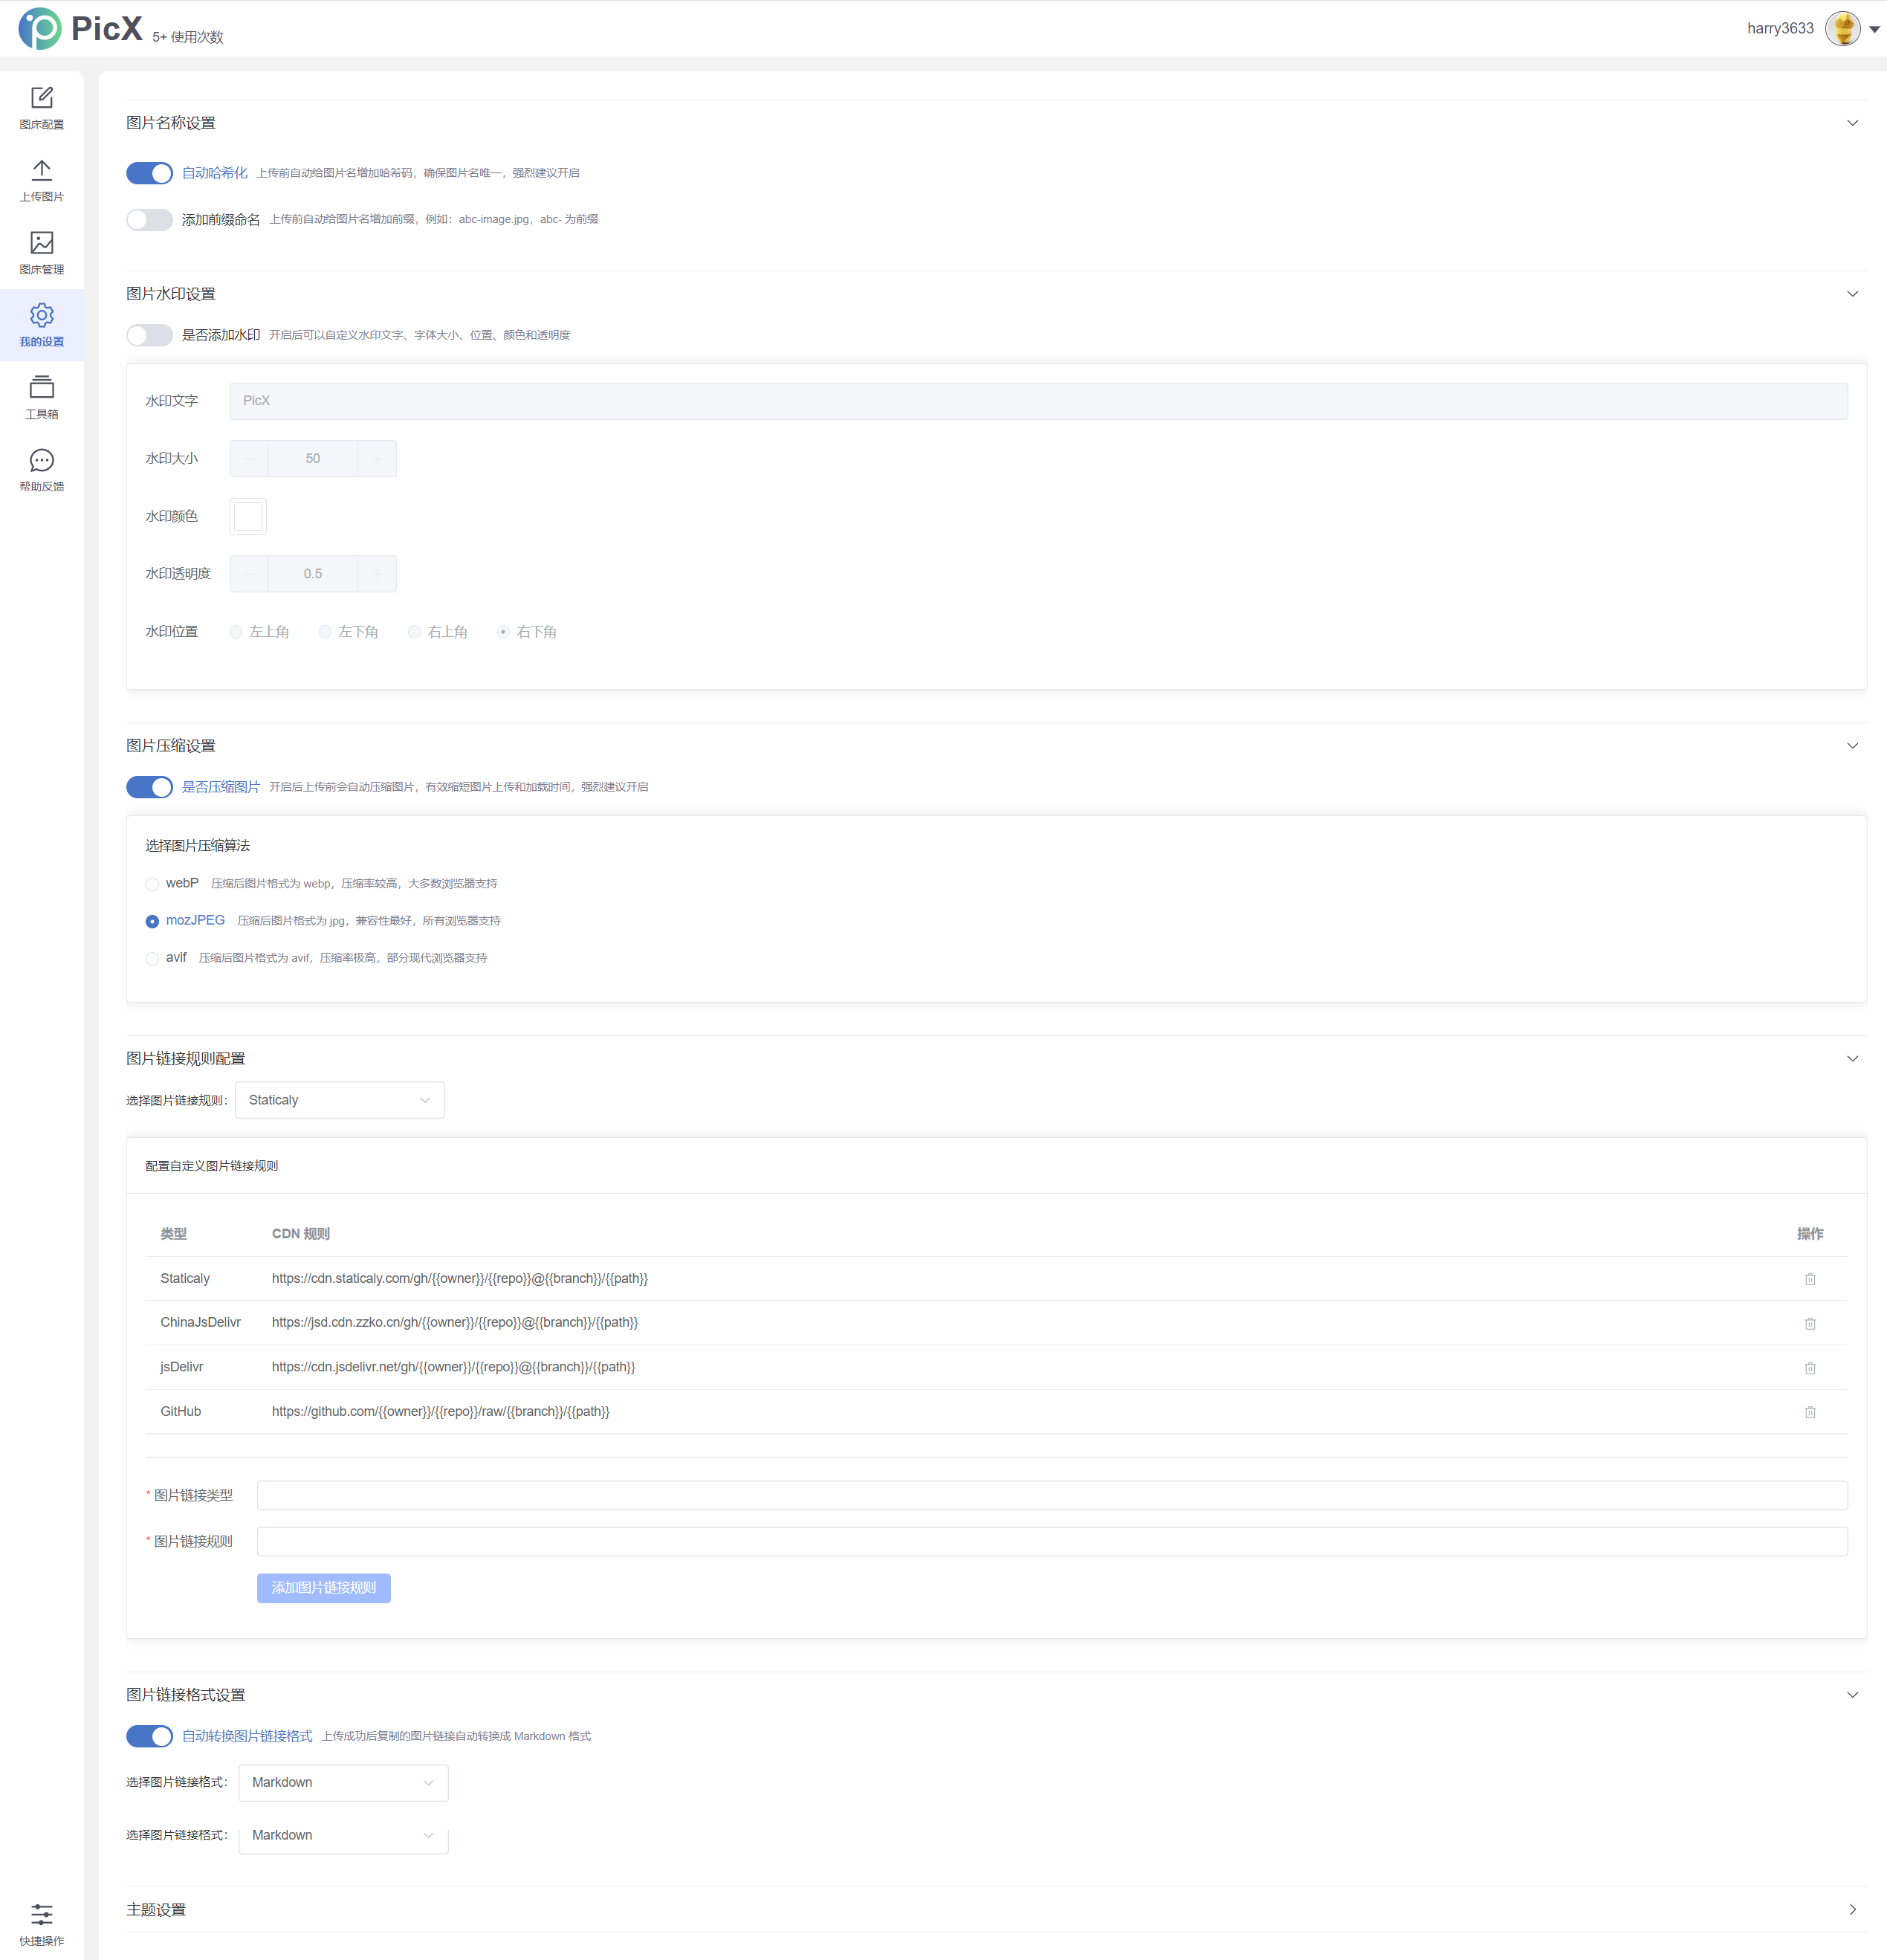 PicX 5+ 使用次数
harry3633
图床配置
上传图片
图床管理
我的设置
工具箱
帮助反馈
快捷操作
图片名称设置
自动哈希化 上传前自动给图片名增加哈希码，确保图片名唯一，强烈建议开启
添加前缀命名 上传前自动给图片名增加前缀，例如：abc-image.jpg，abc- 为前缀
图片水印设置
是否添加水印 开启后可以自定义水印文字、字体大小、位置、颜色和透明度
水印文字 PicX
水印大小 50
水印颜色
水印透明度 0.5
水印位置 左上角 左下角 右上角 右下角
图片压缩设置
是否压缩图片 开启后上传前会自动压缩图片，有效缩短图片上传和加载时间，强烈建议开启
选择图片压缩算法
webP 压缩后图片格式为 webp，压缩率较高，大多数浏览器支持
mozJPEG 压缩后图片格式为 jpg，兼容性最好，所有浏览器支持
avif 压缩后图片格式为 avif，压缩率极高，部分现代浏览器支持
图片链接规则配置
选择图片链接规则： Staticaly
配置自定义图片链接规则
类型 CDN 规则 操作
Staticaly https://cdn.staticaly.com/gh/{{owner}}/{{repo}}@{{branch}}/{{path}}
ChinaJsDelivr https://jsd.cdn.zzko.cn/gh/{{owner}}/{{repo}}@{{branch}}/{{path}}
jsDelivr https://cdn.jsdelivr.net/gh/{{owner}}/{{repo}}@{{branch}}/{{path}}
GitHub https://github.com/{{owner}}/{{repo}}/raw/{{branch}}/{{path}}
* 图片链接类型
* 图片链接规则
添加图片链接规则
图片链接格式设置
自动转换图片链接格式 上传成功后复制的图片链接自动转换成 Markdown 格式
选择图片链接格式： Markdown
选择图片链接格式： Markdown
主题设置